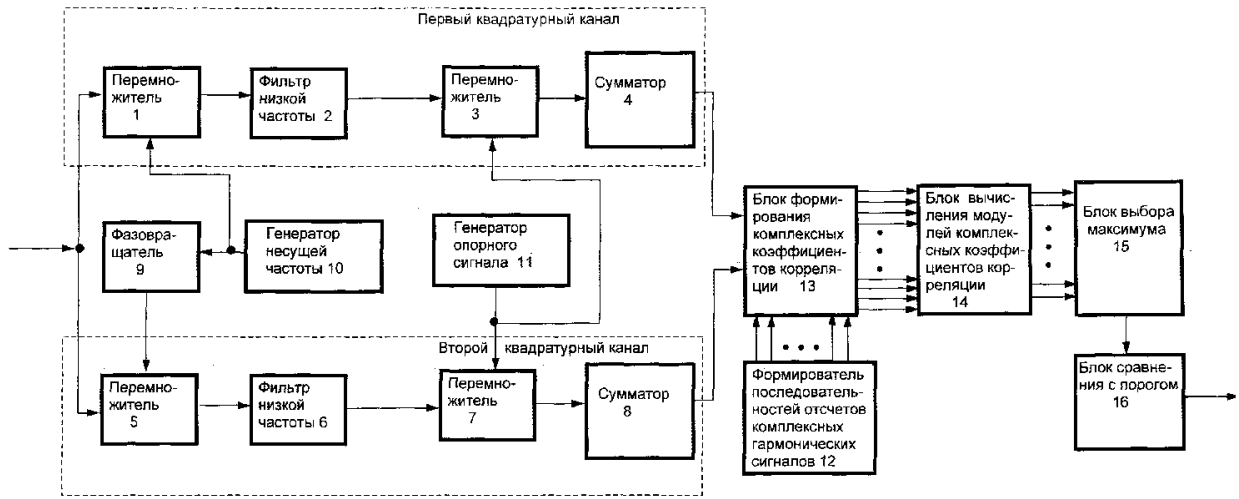 Первый квадратурный канал
Перемно-
житель
1
Фильтр
низкой
частоты 2
Перемно-
житель
3
Сумматор
4
Фазовра-
щатель
9
Генератор
несущей
частоты 10
Генератор
опорного
сигнала 11
Блок форми-
рования
комплексных
коэффициен-
тов корреля-
ции 13
Блок вычис-
ления моду-
лей комплек-
сных коэффи-
циентов кор-
реляции
14
Блок выбора
максимума
15
Второй квадратурный канал
Перемно-
житель
5
Фильтр
низкой
частоты 6
Перемно-
житель
7
Сумматор
8
Формирователь
последователь-
ностей отсчетов
комплексных
гармонических
сигналов 12
Блок сравне-
ния с порогом
16